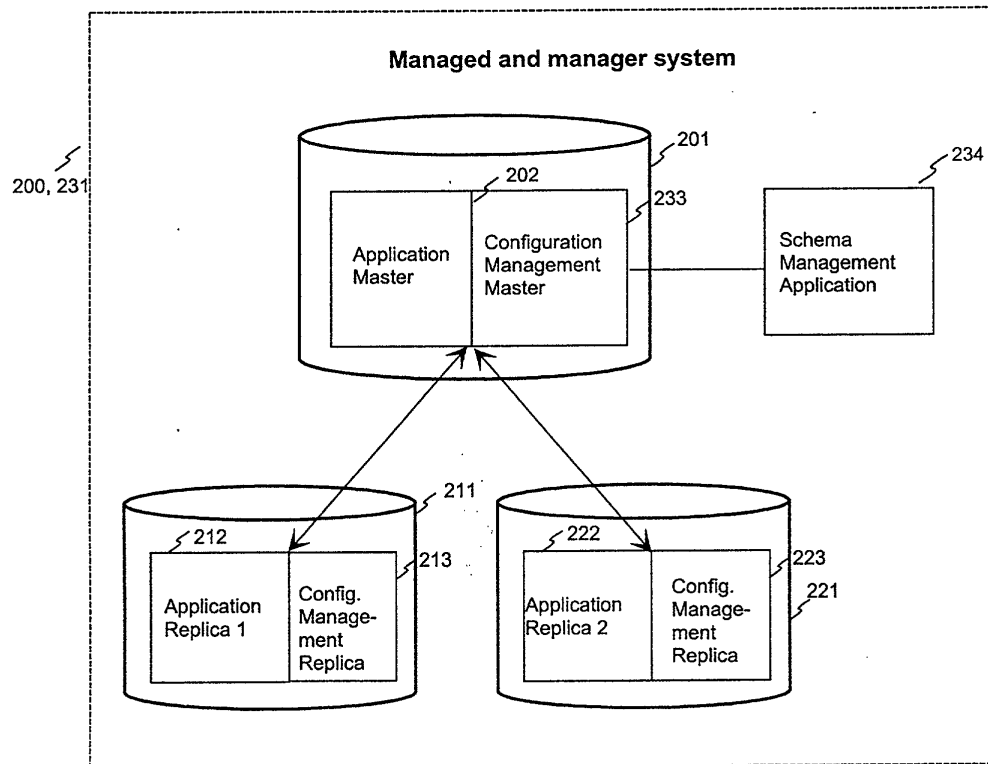 Managed and manager system
201
234
200, 231
202
233
Application
Master
Configuration
Management
Master
Schema
Management
Application
211
212
213
Application
Replica 1
Config.
Manage-
ment
Replica
222
223
221
Application
Replica 2
Config.
Manage-
ment
Replica